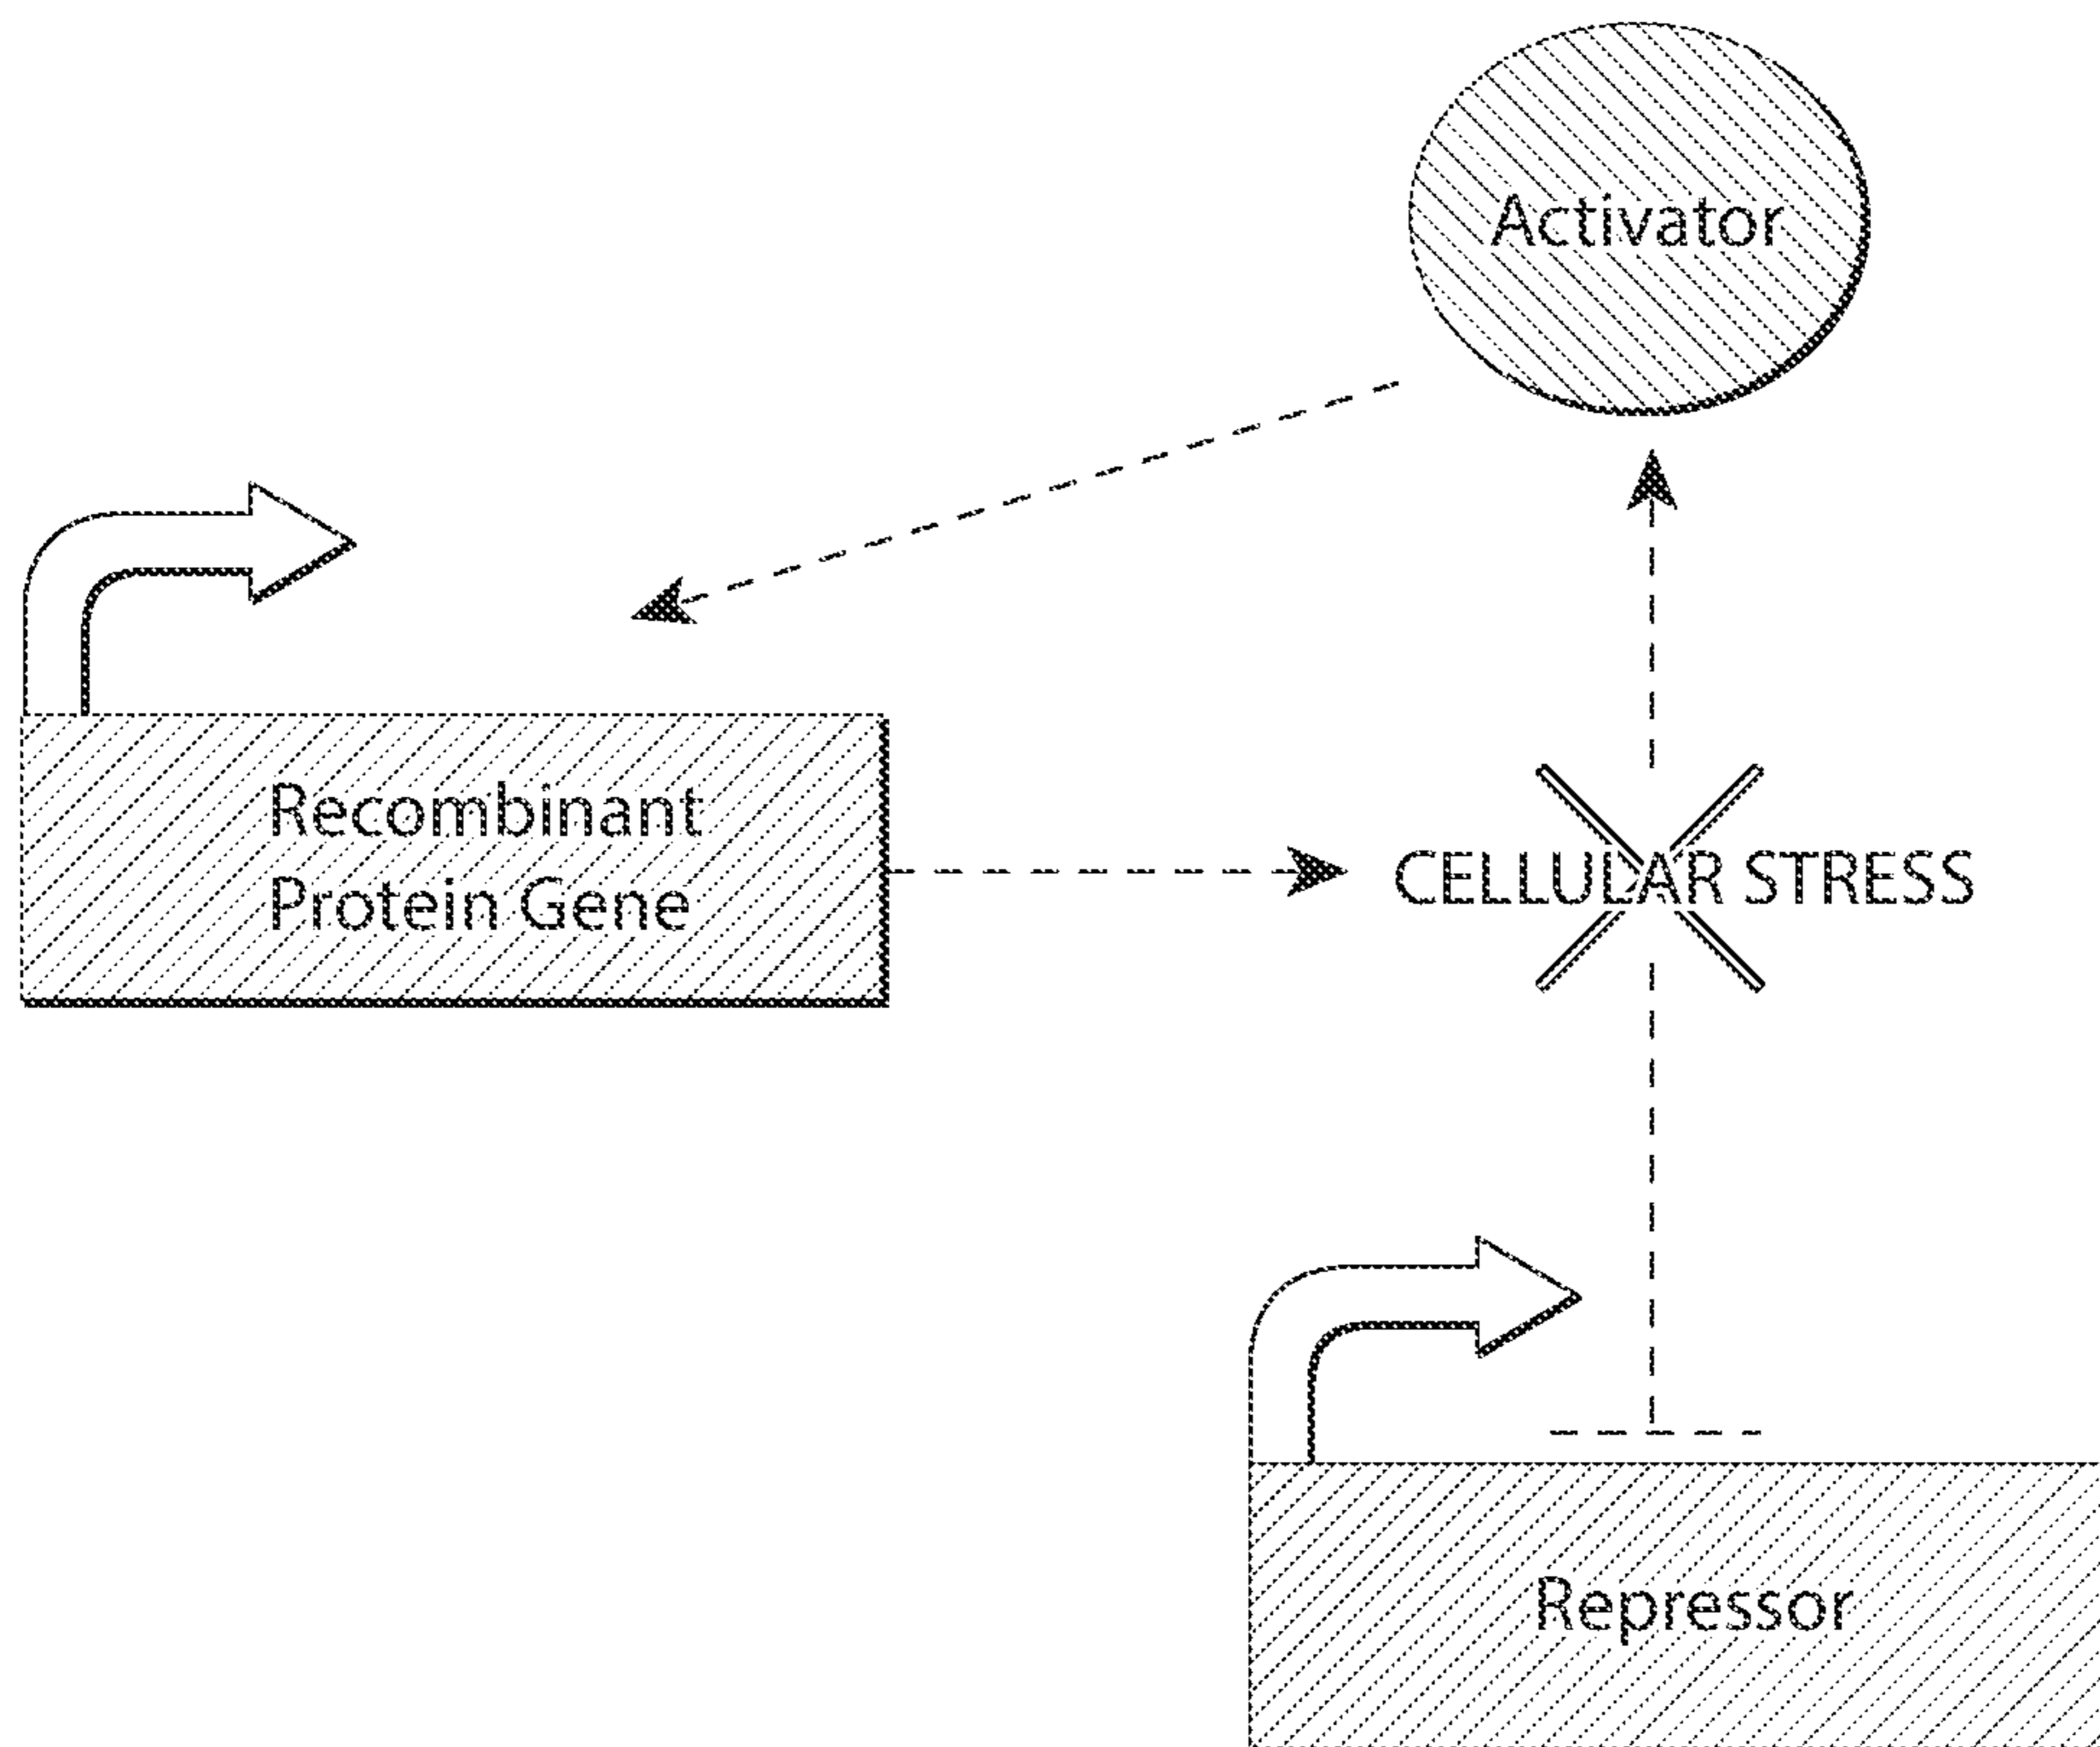 Activator
Recombinant
Protein Gene
CELLULAR STRESS
Repressor